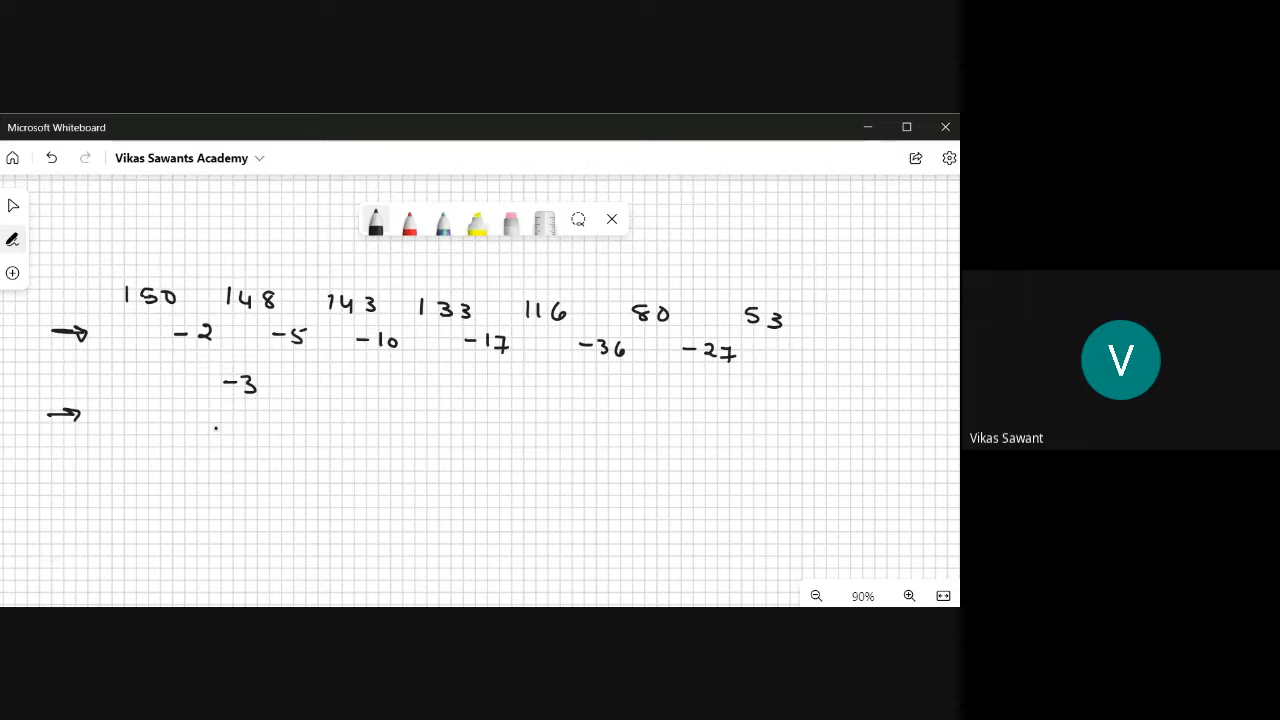 Microsoft Whiteboard
Vikas Sawants Academy
150 148 143 133 116 80 53
-2 -5 -10 -17 -36 -27
-3
V
Vikas Sawant
90%